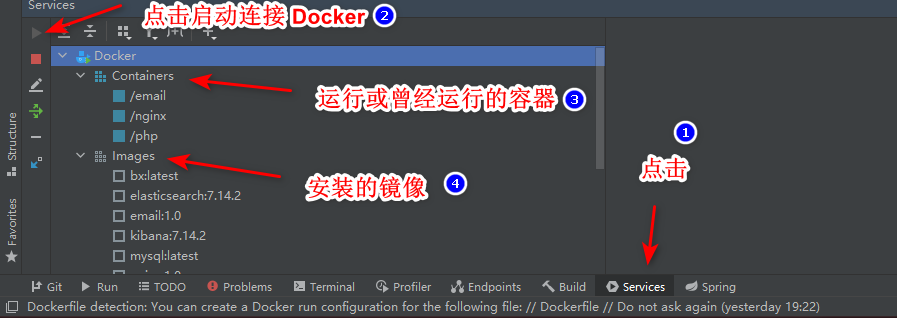 Services
点击启动连接 Docker ②
Docker
Containers
/email
/nginx
/php
运行或曾经运行的容器 ③
Images
bx:latest
elasticsearch:7.14.2
email:1.0
kibana:7.14.2
mysql:latest
安装的镜像 ④
①
点击
Structure
Favorites
Git
Run
TODO
Problems
Terminal
Profiler
Endpoints
Build
Services
Spring
Dockerfile detection: You can create a Docker run configuration for the following file: // Dockerfile // Do not ask again (yesterday 19:22)